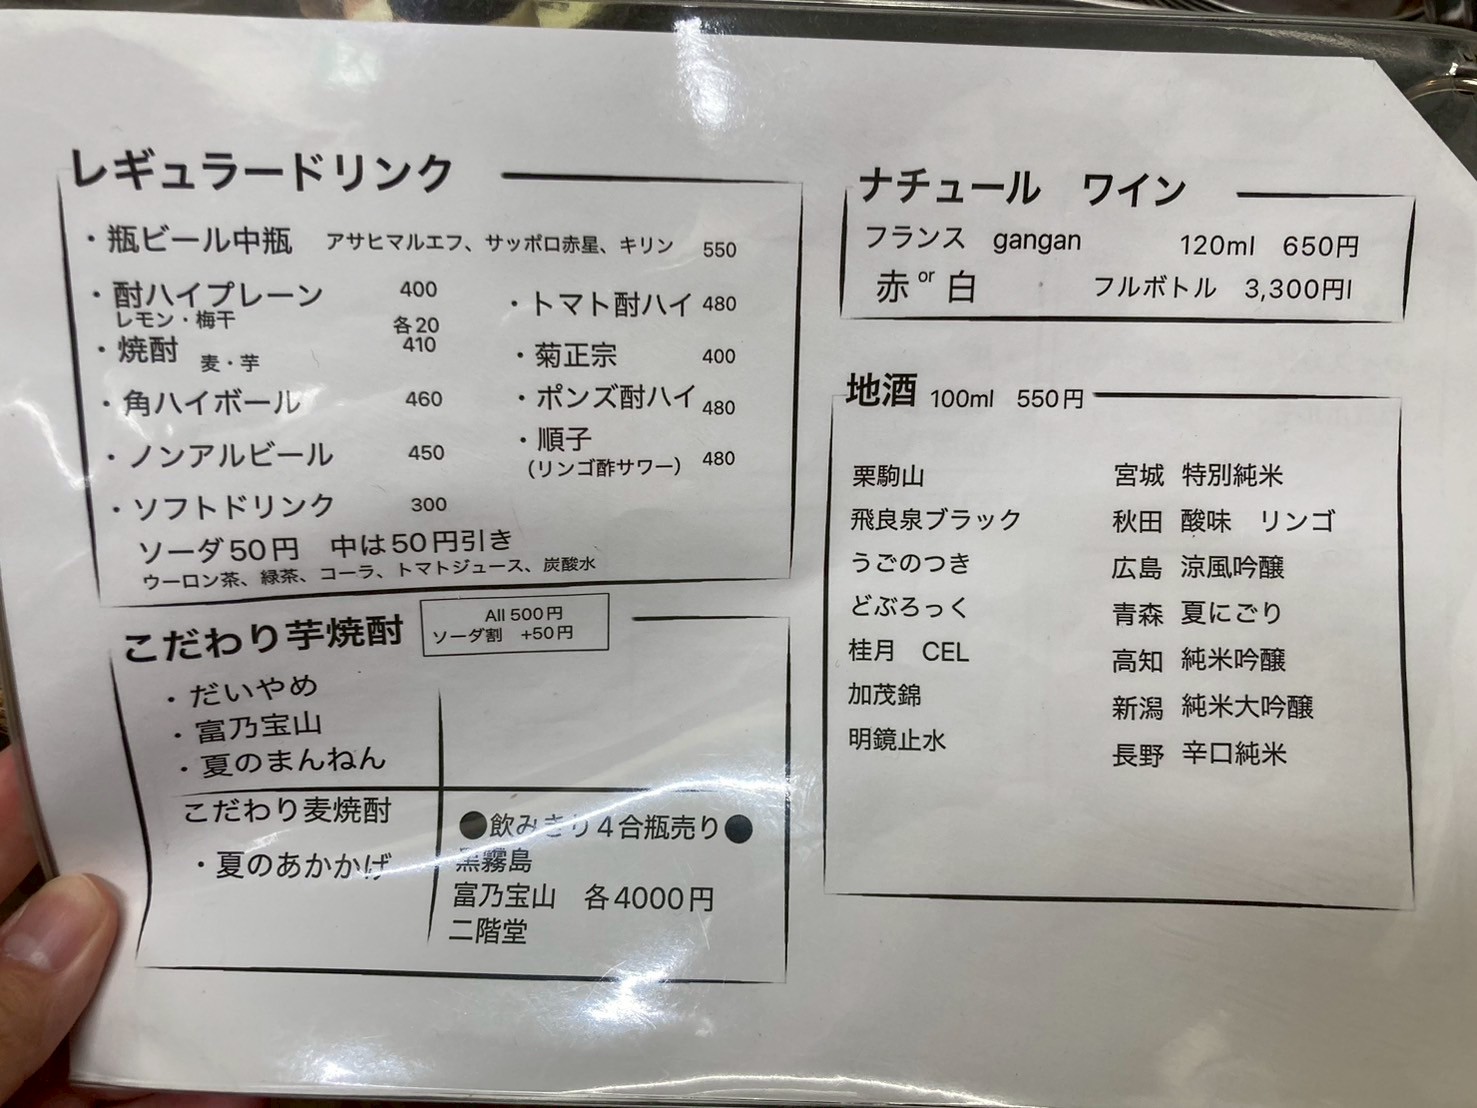 レギュラードリンク
・瓶ビール中瓶 アサヒマルエフ、サッポロ赤星、キリン 550
・酎ハイプレーン 400
レモン・梅干 各20
・焼酎 麦・芋 410
・角ハイボール 460
・ノンアルビール 450
・ソフトドリンク 300
・トマト酎ハイ 480
・菊正宗 400
・ポンズ酎ハイ 480
・順子
(リンゴ酢サワー) 480
ソーダ50円 中は50円引き
ウーロン茶、緑茶、コーラ、トマトジュース、炭酸水
こだわり芋焼酎
All 500円
ソーダ割 +50円
・だいやめ
・富乃宝山
・夏のまんねん
こだわり麦焼酎
・夏のあかかげ
●飲みきり4合瓶売り●
黒霧島
富乃宝山 各4000円
二階堂
ナチュール ワイン
フランス gangan 120ml 650円
赤 or 白 フルボトル 3,300円l
地酒 100ml 550円
栗駒山 宮城 特別純米
飛良泉ブラック 秋田 酸味 リンゴ
うごのつき 広島 涼風吟醸
どぶろっく 青森 夏にごり
桂月 CEL 高知 純米吟醸
加茂錦 新潟 純米大吟醸
明鏡止水 長野 辛口純米